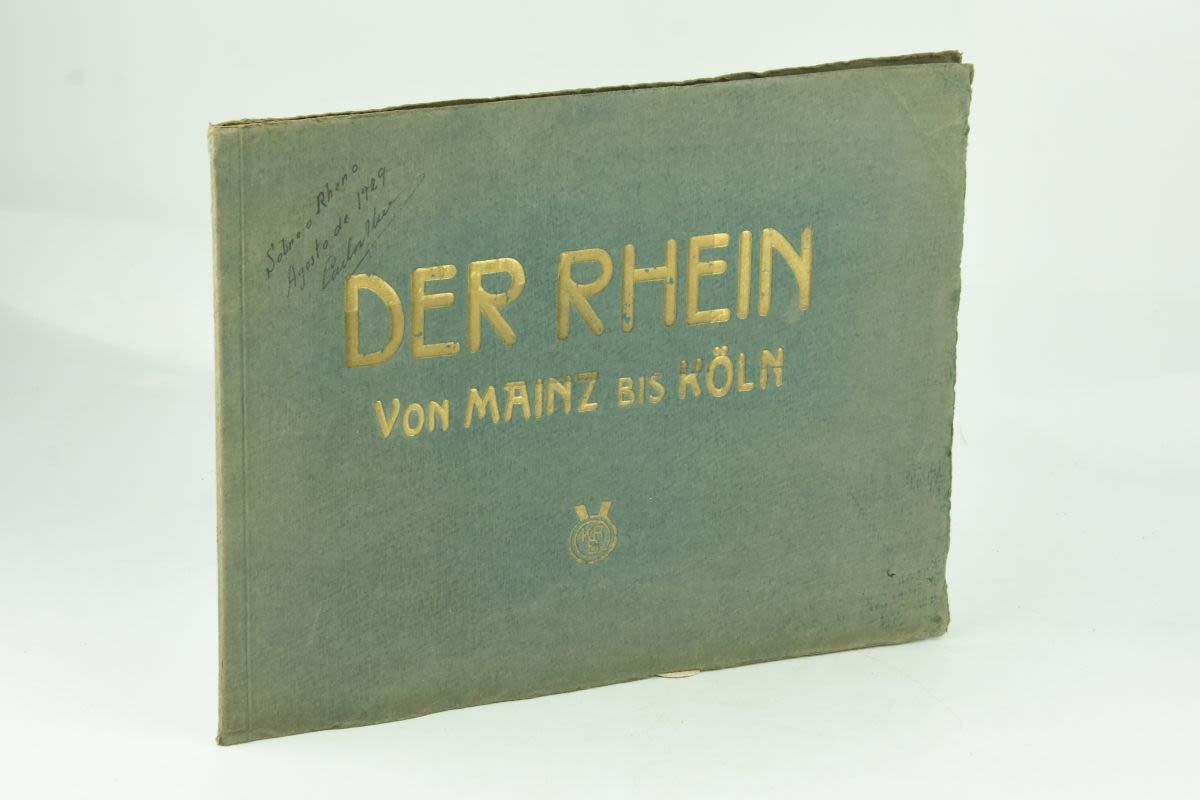 Sobre o Rheno
Agosto de 1929
DER RHEIN
VON MAINZ BIS KÖLN